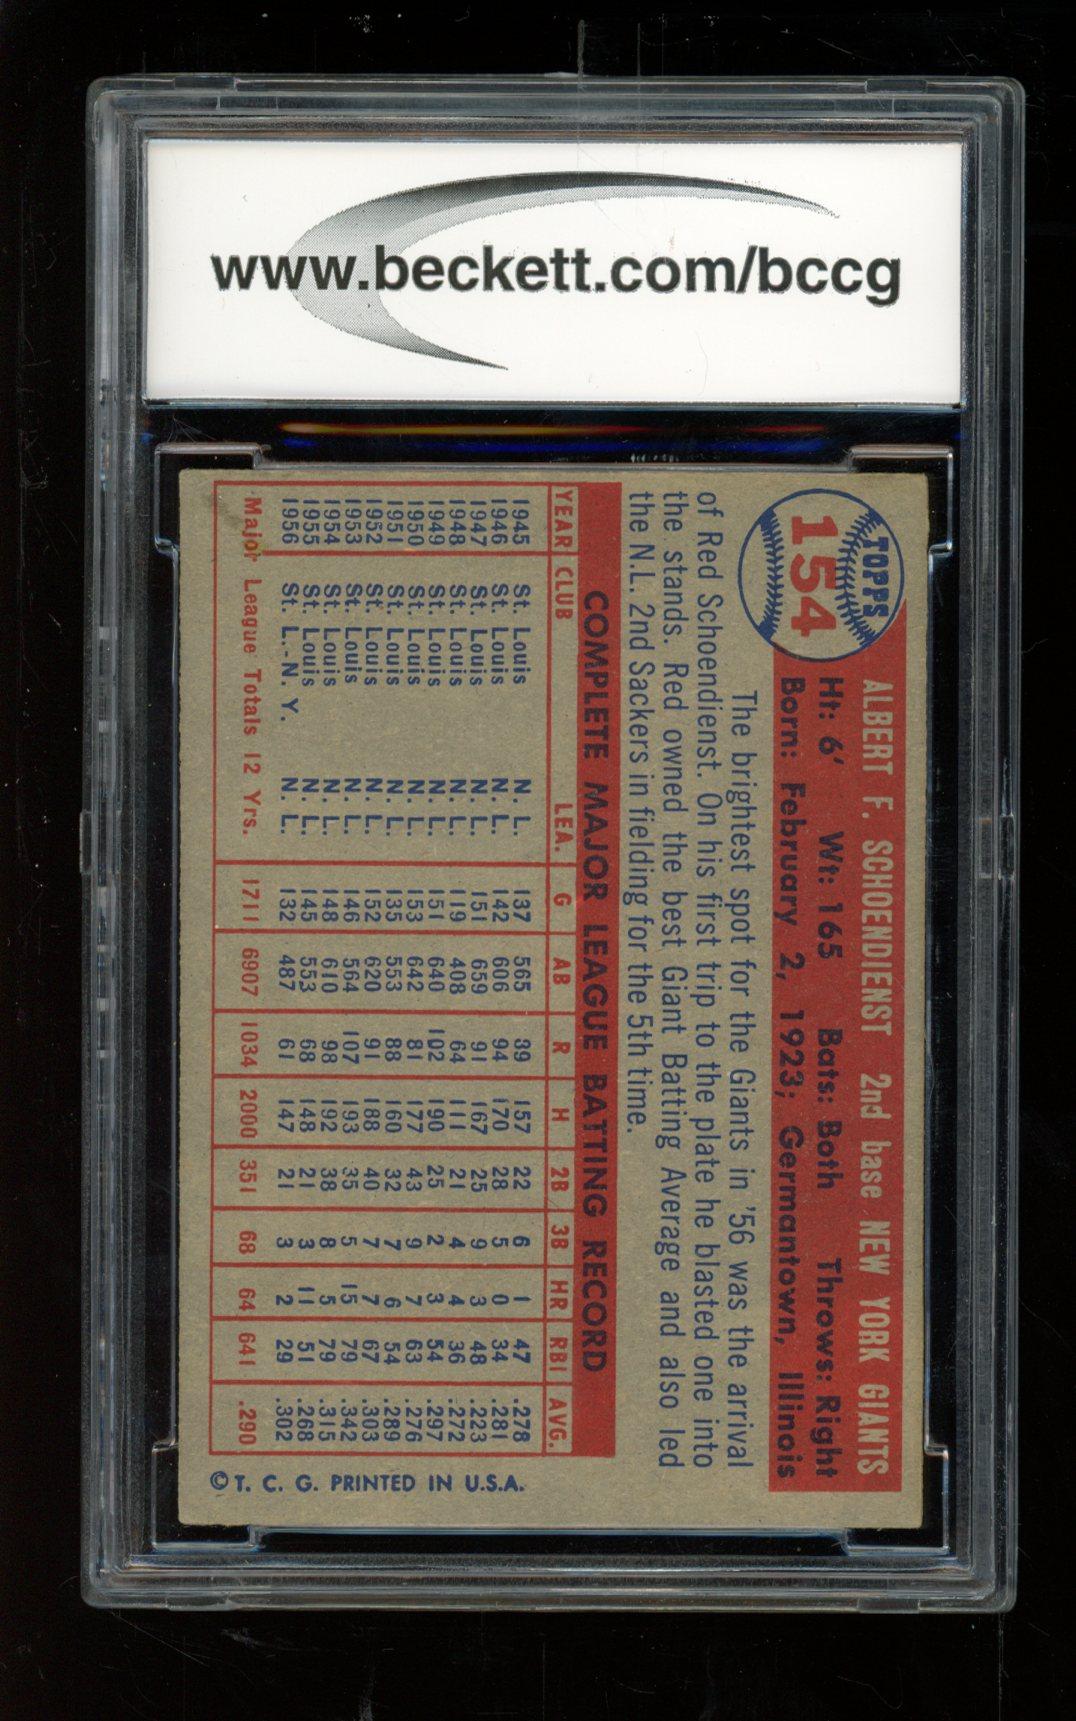 www.beckett.com/bccg
TOPPS
154
ALBERT F. SCHOENDIENST 2nd base NEW YORK GIANTS
Ht: 6' Wt: 165 Bats: Both Throws: Right
Born: February 2, 1923; Germantown, Illinois
The brightest spot for the Giants in '56 was the arrival
of Red Schoendienst. On his first trip to the plate he blasted one into
the stands. Red owned the best Giant Batting Average and also led
the N.L. 2nd Sackers in fielding for the 5th time.
COMPLETE MAJOR LEAGUE BATTING RECORD
YEAR CLUB LEA. G AB R H 2B 3B HR RBI AVG.
1945 St. Louis N. L. 137 565 39 157 22 6 1 47 .278
1946 St. Louis N. L. 142 606 94 170 28 5 0 34 .281
1947 St. Louis N. L. 151 659 91 167 25 9 3 48 .223
1948 St. Louis N. L. 119 408 64 111 21 4 4 36 .272
1949 St. Louis N. L. 151 640 102 190 25 2 3 54 .297
1950 St. Louis N. L. 153 642 81 177 43 9 7 63 .276
1951 St. Louis N. L. 135 553 88 160 32 7 6 54 .289
1952 St. Louis N. L. 152 620 91 188 40 7 7 67 .303
1953 St. Louis N. L. 146 564 107 193 35 5 15 79 .342
1954 St. Louis N. L. 148 610 98 192 38 8 5 79 .315
1955 St. Louis N. L. 145 553 68 148 21 3 11 51 .268
1956 St. L.-N. Y. N. L. 132 487 61 147 21 3 2 29 .302
Major League Totals 12 Yrs. 1711 6907 1034 2000 351 68 64 641 .290
© T. C. G. PRINTED IN U.S.A.